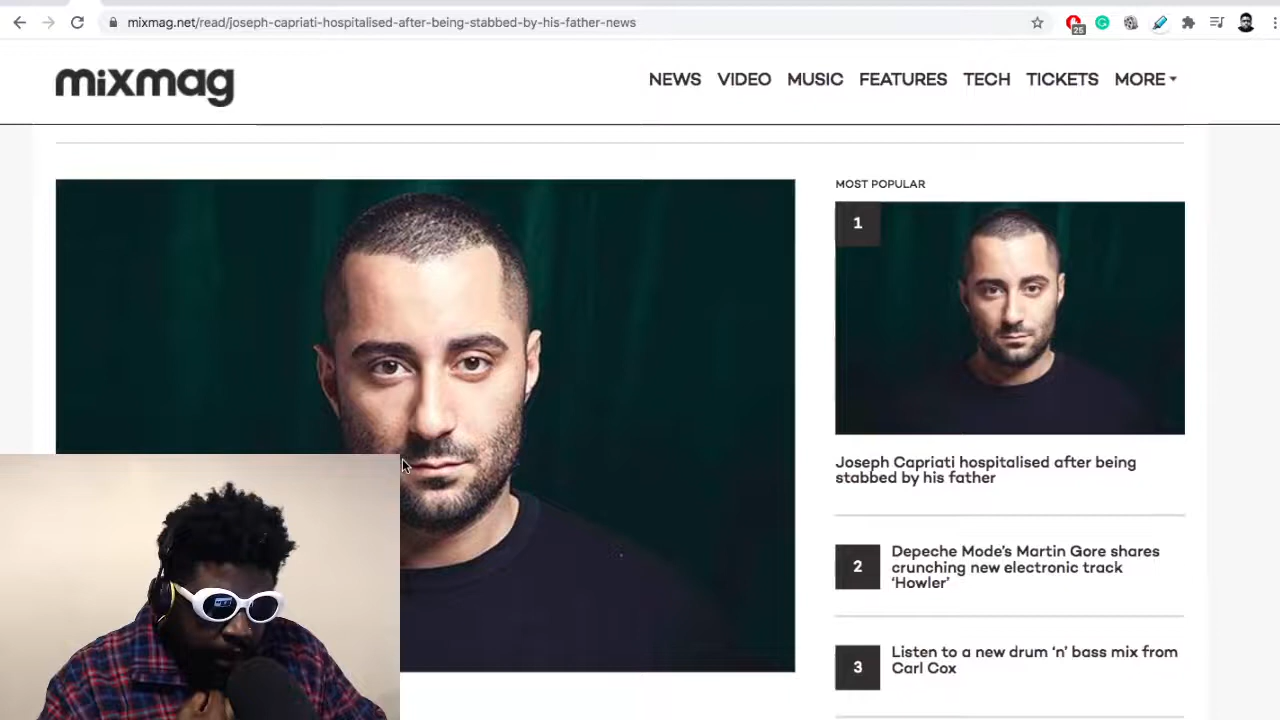 mixmag.net/read/joseph-capriati-hospitalised-after-being-stabbed-by-his-father-news
25
mixmag
NEWS VIDEO MUSIC FEATURES TECH TICKETS MORE
MOST POPULAR
1
Joseph Capriati hospitalised after being
stabbed by his father
2
Depeche Mode’s Martin Gore shares
crunching new electronic track
‘Howler’
3
Listen to a new drum ‘n’ bass mix from
Carl Cox